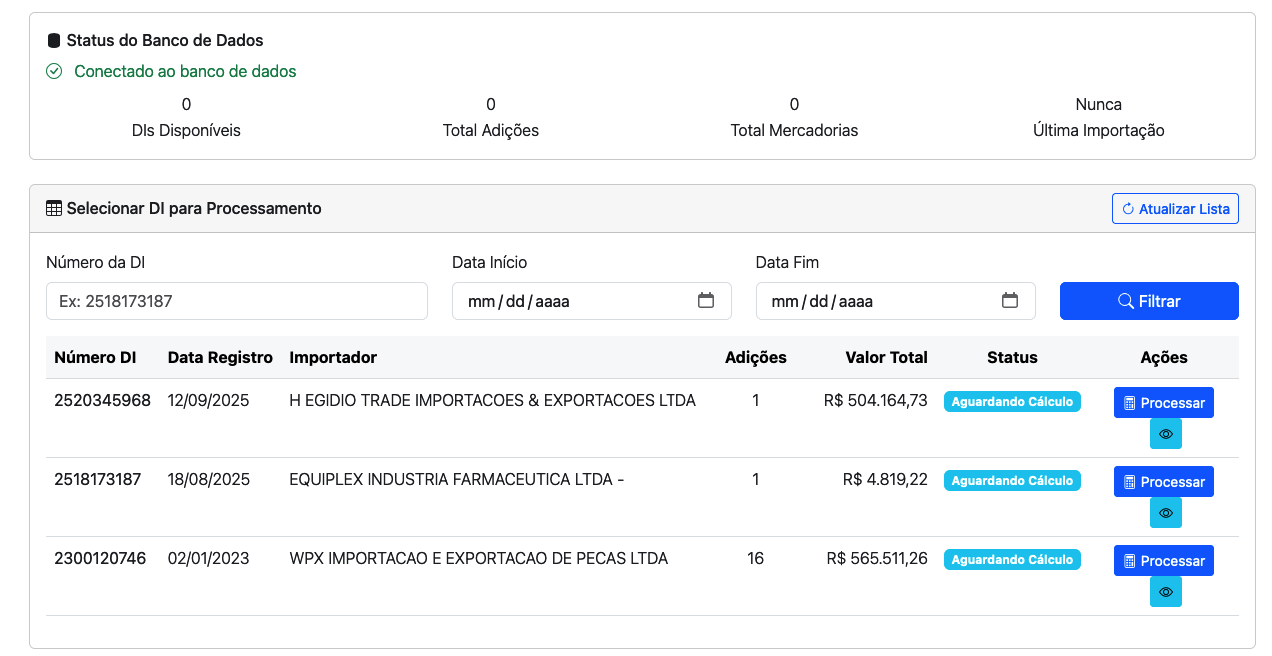 Status do Banco de Dados
Conectado ao banco de dados
0 0 0 Nunca
DIs Disponíveis Total Adições Total Mercadorias Última Importação
Selecionar DI para Processamento Atualizar Lista
Número da DI Data Início Data Fim
Ex: 2518173187 mm/dd/aaaa mm/dd/aaaa Filtrar
Número DI Data Registro Importador Adições Valor Total Status Ações
2520345968 12/09/2025 H EGIDIO TRADE IMPORTACOES & EXPORTACOES LTDA 1 R$ 504.164,73 Aguardando Cálculo Processar
2518173187 18/08/2025 EQUIPLEX INDUSTRIA FARMACEUTICA LTDA - 1 R$ 4.819,22 Aguardando Cálculo Processar
2300120746 02/01/2023 WPX IMPORTACAO E EXPORTACAO DE PECAS LTDA 16 R$ 565.511,26 Aguardando Cálculo Processar